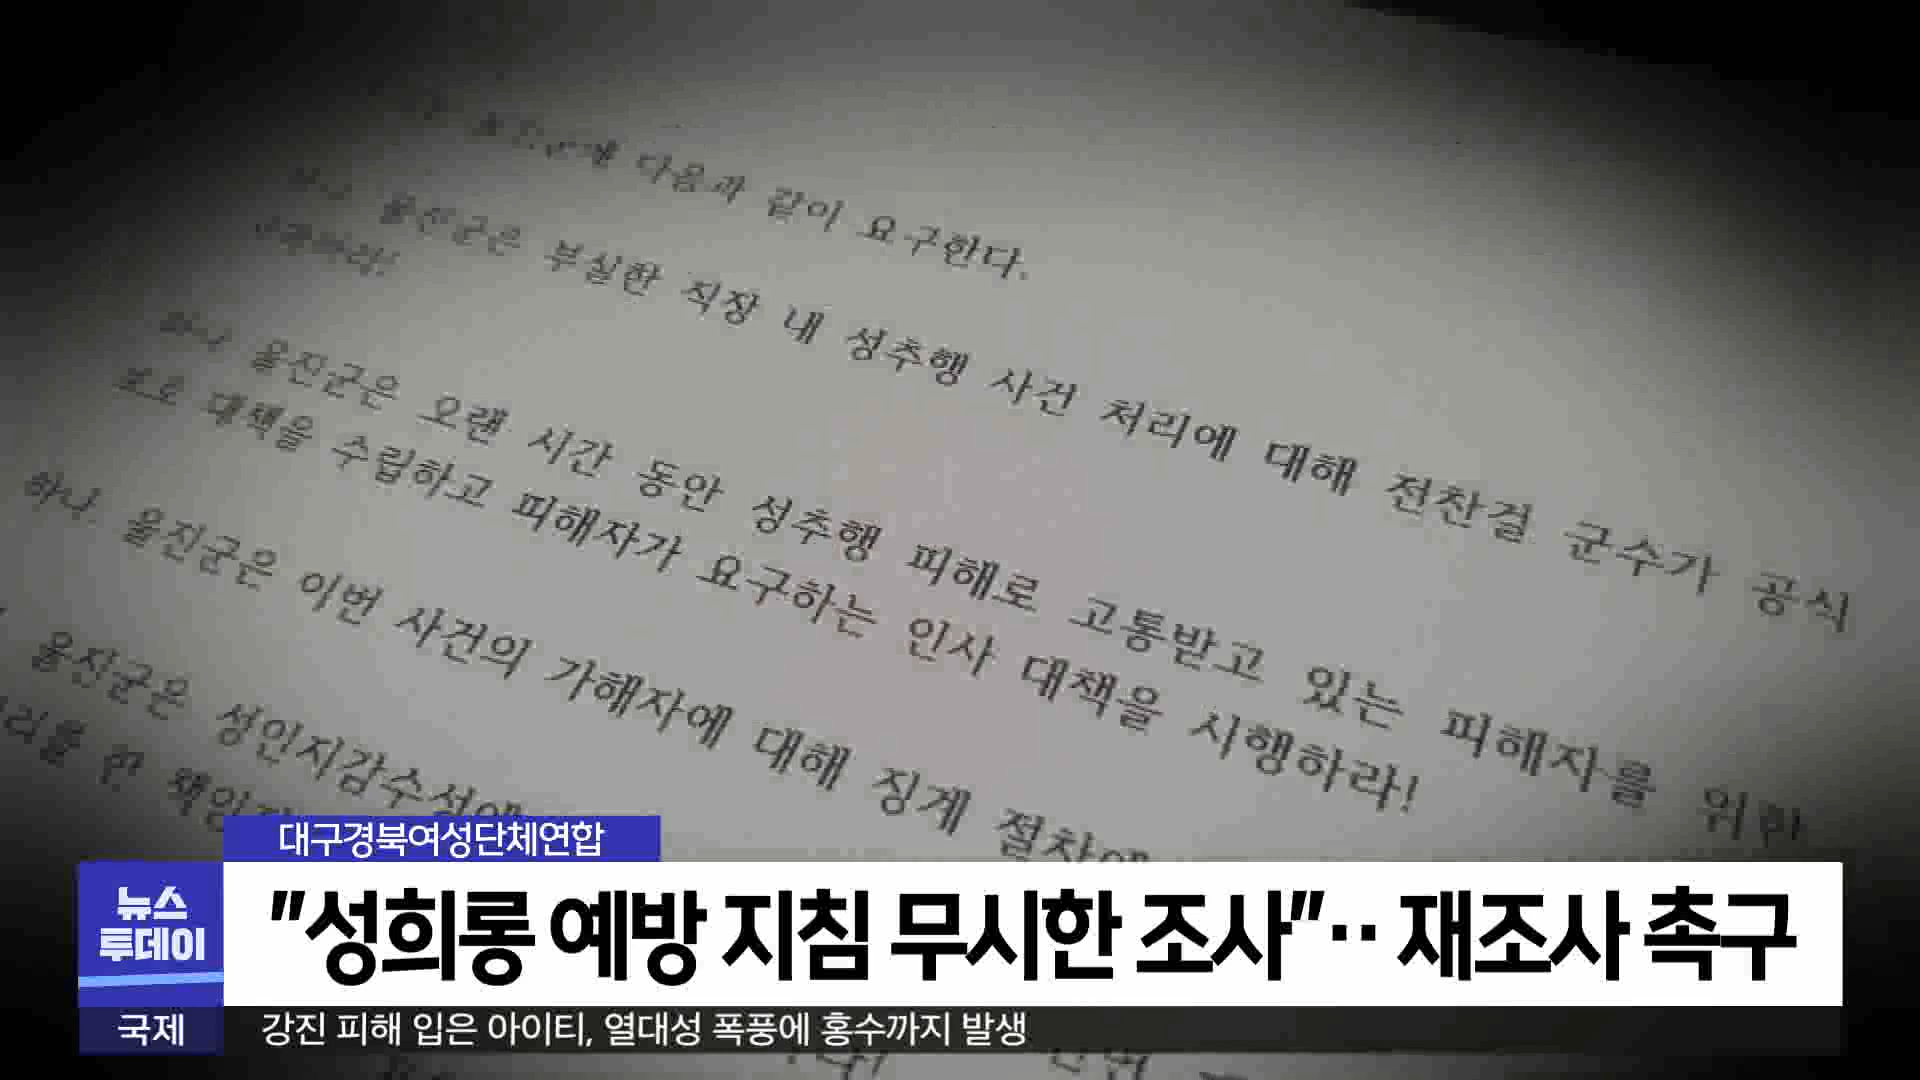 다음과 같이 요구한다.
울진군은 부실한 직장 내 성추행 사건 처리에 대해 전찬걸 군수가 공식
하나 울진군은 오랜 시간 동안 성추행 피해로 고통받고 있는 피해자를 위한
대책을 수립하고 피해자가 요구하는 인사 대책을 시행하라!
하나. 울진군은 이번 사건의 가해자에 대해 징계 절차에
울진군은 성인지감수성에
대구경북여성단체연합
뉴스
투데이
"성희롱 예방 지침 무시한 조사"‥ 재조사 촉구
국제
강진 피해 입은 아이티, 열대성 폭풍에 홍수까지 발생